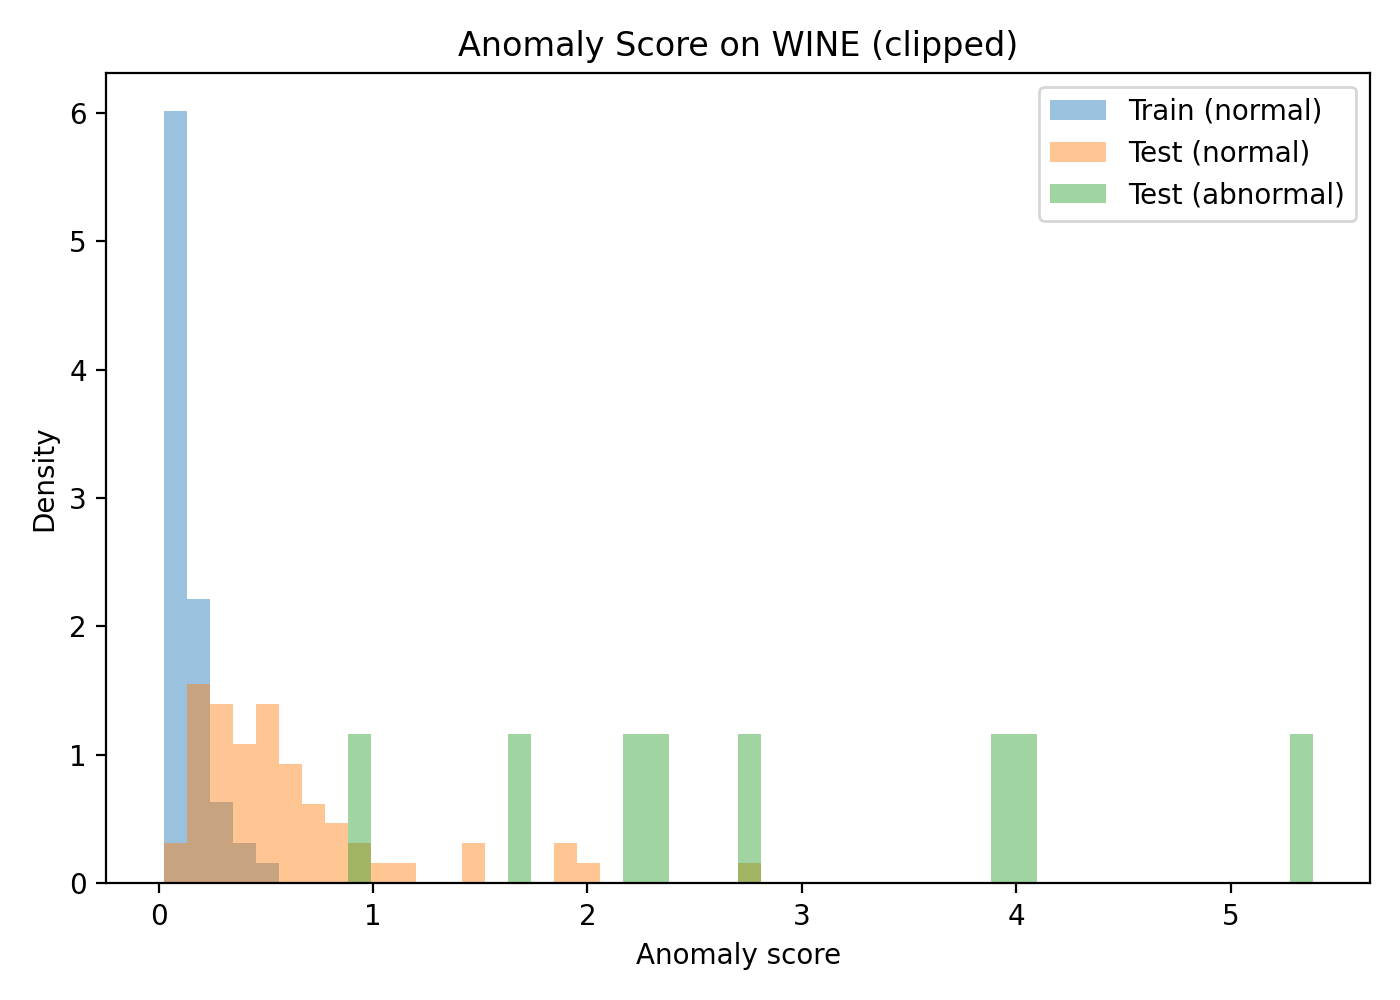 Anomaly Score on WINE (clipped)
Train (normal)
Test (normal)
Test (abnormal)
Density
6
5
4
3
2
1
0
0 1 2 3 4 5
Anomaly score